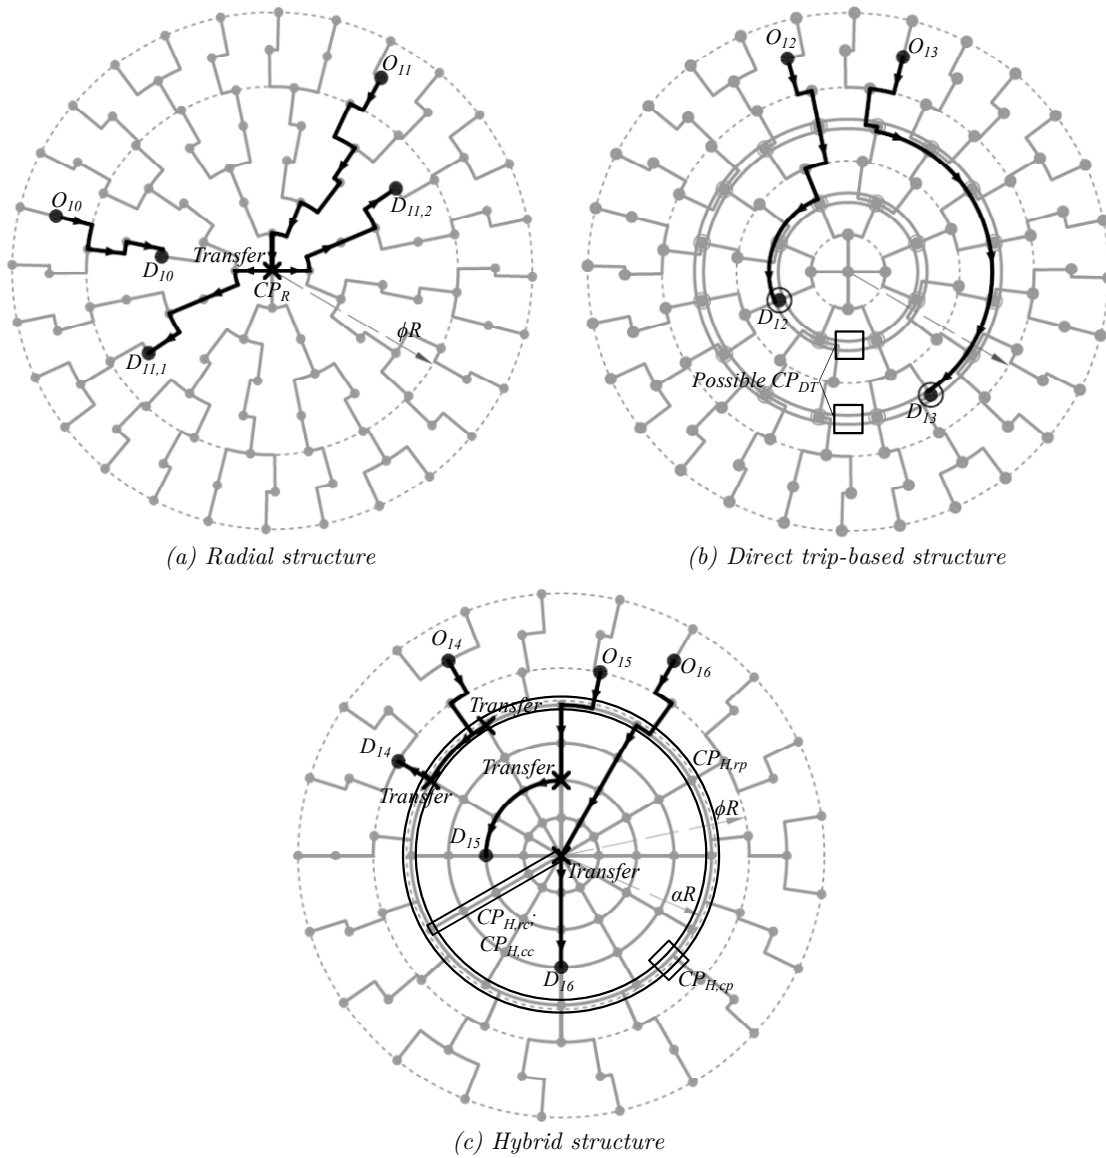 O12
O13
O11
O10
D11,2
Transfer
D10
CPR
D12
ϕR
D11,1
Possible CPDT
D13
(a) Radial structure
(b) Direct trip-based structure
O14
O15
O16
Transfer
D14
CPH,rp
Transfer
Transfer
ϕR
D15
Transfer
αR
CPH,rc;
CPH,cc
D16
CPH,cp
(c) Hybrid structure